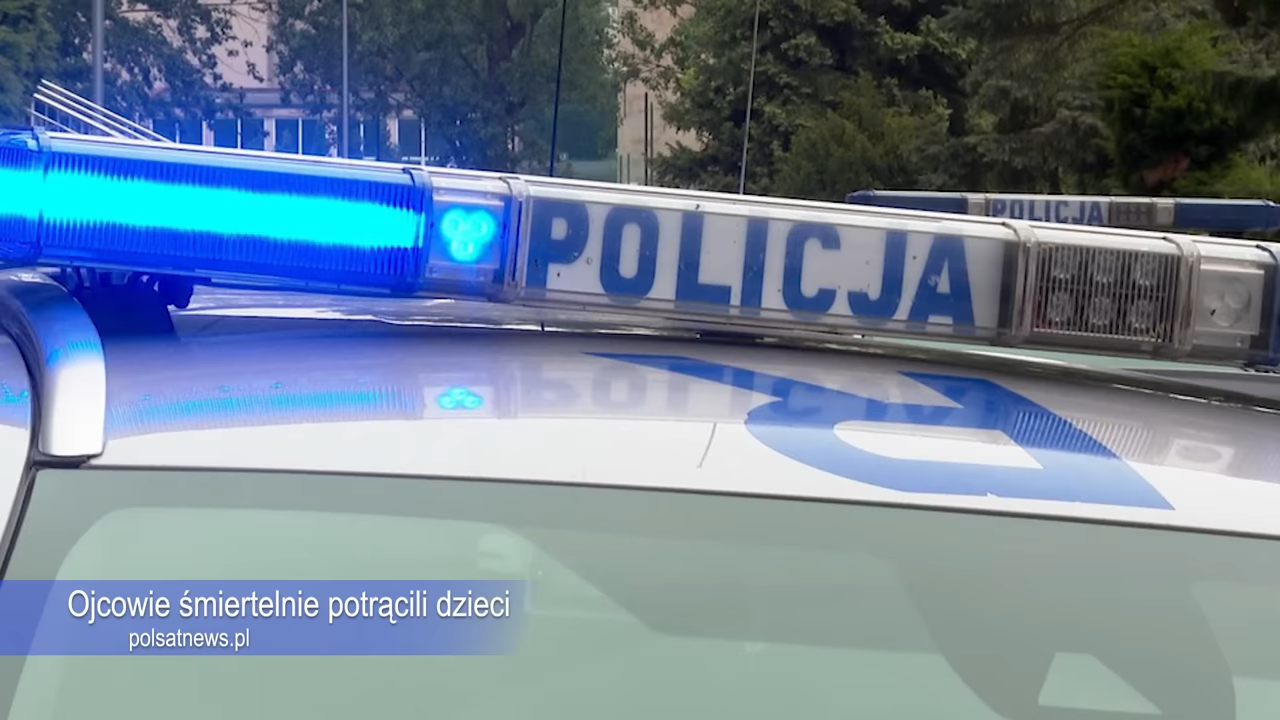 POLICJA
POLICJA
R
Ojcowie śmiertelnie potrącili dzieci
polsatnews.pl